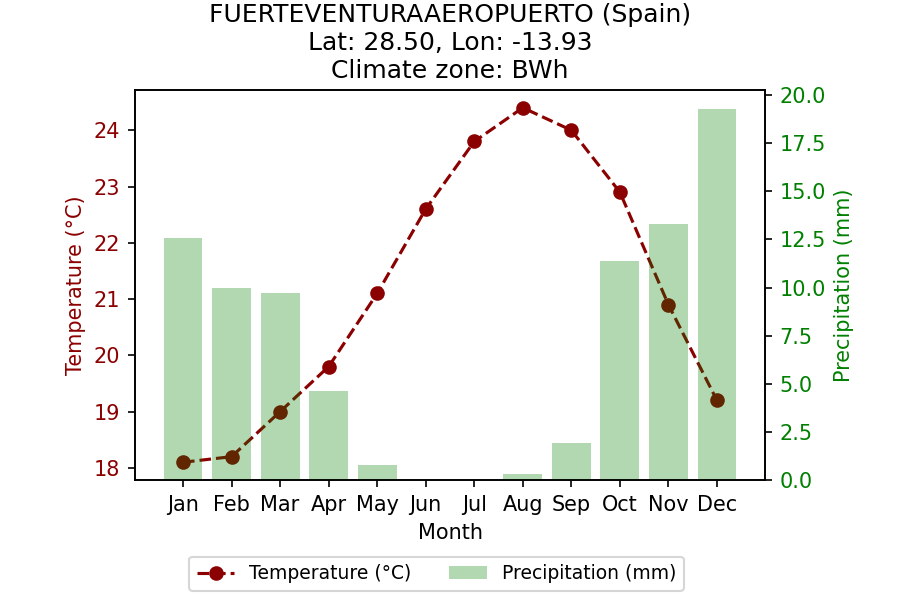 FUERTEVENTURAAEROPUERTO (Spain)
Lat: 28.50, Lon: -13.93
Climate zone: BWh
Temperature (°C)
24
23
22
21
20
19
18
20.0
17.5
15.0
12.5
10.0
7.5
5.0
2.5
0.0
Precipitation (mm)
Jan Feb Mar Apr May Jun Jul Aug Sep Oct Nov Dec
Month
Temperature (°C) Precipitation (mm)